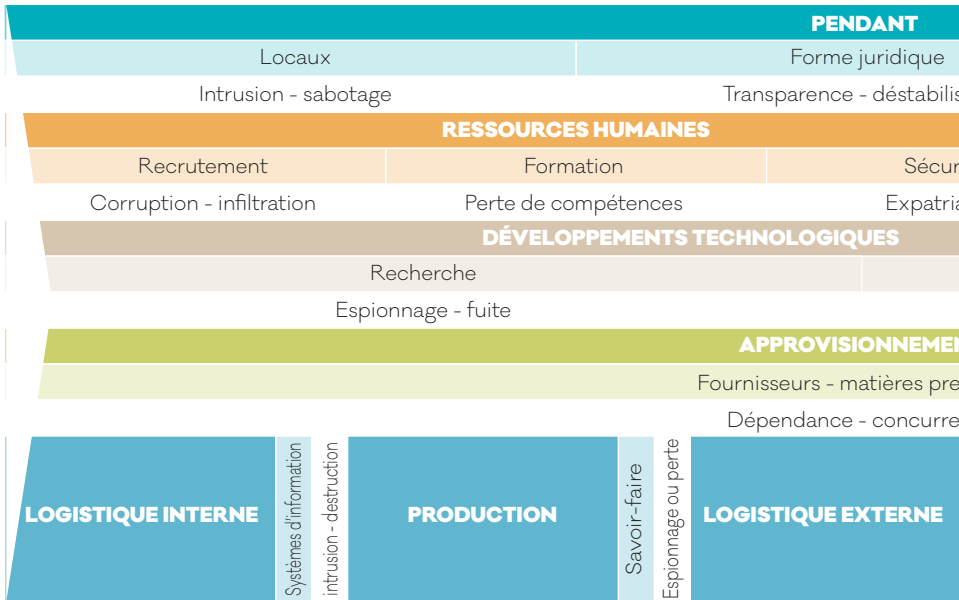 PENDANT
Locaux Forme juridique
Intrusion - sabotage Transparence - déstabilis
RESSOURCES HUMAINES
Recrutement Formation Sécur
Corruption - infiltration Perte de compétences Expatria
DÉVELOPPEMENTS TECHNOLOGIQUES
Recherche
Espionnage - fuite
APPROVISIONNEMEN
Fournisseurs - matières pre
Dépendance - concurre
LOGISTIQUE INTERNE
Systèmes d'information
intrusion - destruction
PRODUCTION
Savoir-faire
Espionnage ou perte
LOGISTIQUE EXTERNE